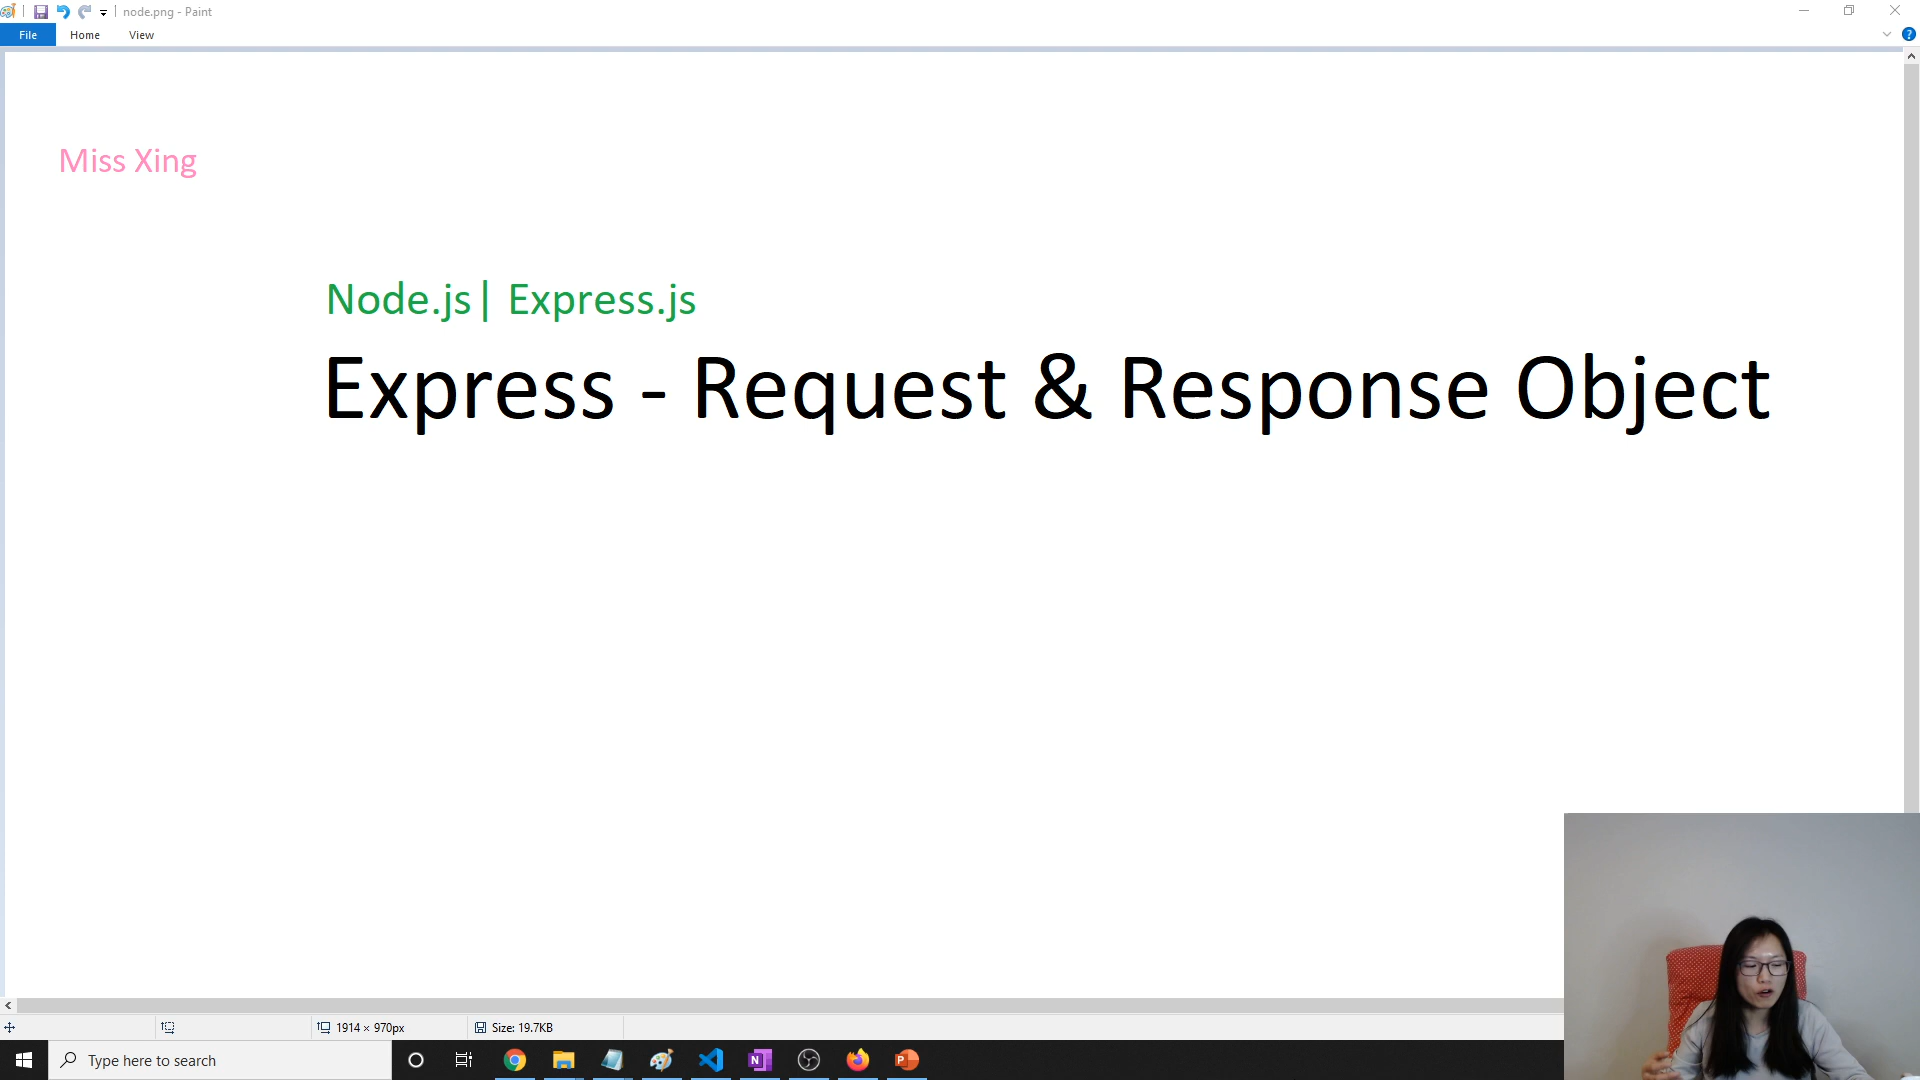 node.png - Paint
File Home View
Miss Xing
Node.js| Express.js
Express - Request & Response Object
1914 × 970px Size: 19.7KB
Type here to search